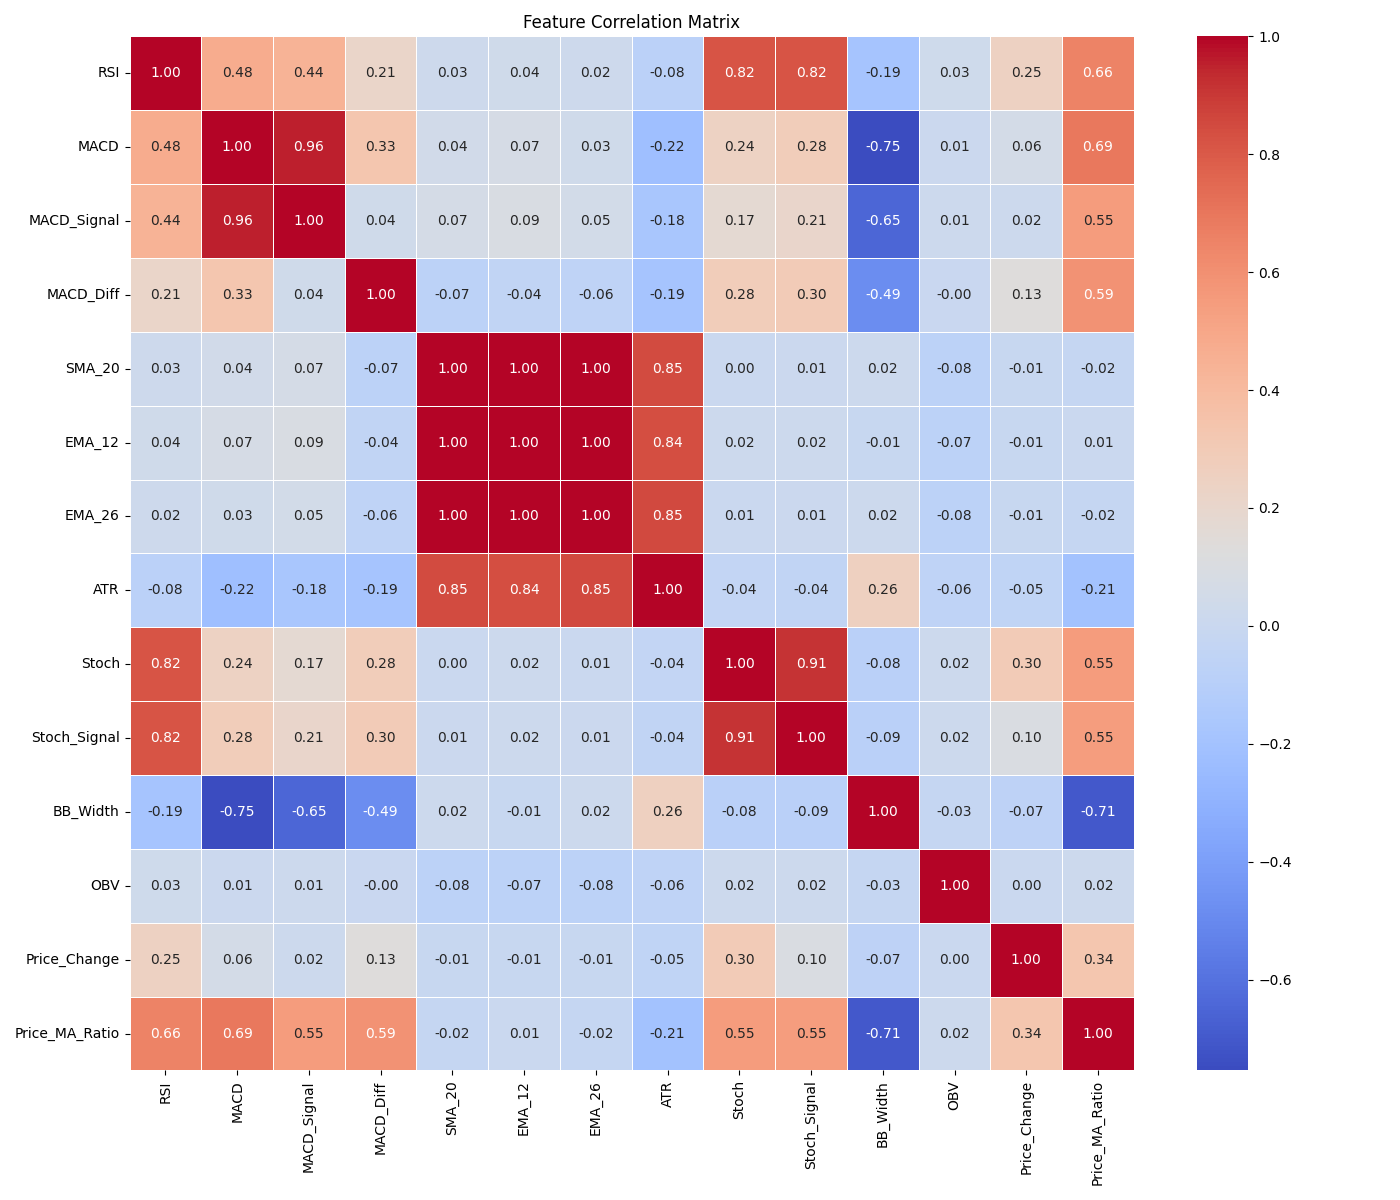 Feature Correlation Matrix
RSI 1.00 0.48 0.44 0.21 0.03 0.04 0.02 -0.08 0.82 0.82 -0.19 0.03 0.25 0.66
MACD 0.48 1.00 0.96 0.33 0.04 0.07 0.03 -0.22 0.24 0.28 -0.75 0.01 0.06 0.69
MACD_Signal 0.44 0.96 1.00 0.04 0.07 0.09 0.05 -0.18 0.17 0.21 -0.65 0.01 0.02 0.55
MACD_Diff 0.21 0.33 0.04 1.00 -0.07 -0.04 -0.06 -0.19 0.28 0.30 -0.49 -0.00 0.13 0.59
SMA_20 0.03 0.04 0.07 -0.07 1.00 1.00 1.00 0.85 0.00 0.01 0.02 -0.08 -0.01 -0.02
EMA_12 0.04 0.07 0.09 -0.04 1.00 1.00 1.00 0.84 0.02 0.02 -0.01 -0.07 -0.01 0.01
EMA_26 0.02 0.03 0.05 -0.06 1.00 1.00 1.00 0.85 0.01 0.01 0.02 -0.08 -0.01 -0.02
ATR -0.08 -0.22 -0.18 -0.19 0.85 0.84 0.85 1.00 -0.04 -0.04 0.26 -0.06 -0.05 -0.21
Stoch 0.82 0.24 0.17 0.28 0.00 0.02 0.01 -0.04 1.00 0.91 -0.08 0.02 0.30 0.55
Stoch_Signal 0.82 0.28 0.21 0.30 0.01 0.02 0.01 -0.04 0.91 1.00 -0.09 0.02 0.10 0.55
BB_Width -0.19 -0.75 -0.65 -0.49 0.02 -0.01 0.02 0.26 -0.08 -0.09 1.00 -0.03 -0.07 -0.71
OBV 0.03 0.01 0.01 -0.00 -0.08 -0.07 -0.08 -0.06 0.02 0.02 -0.03 1.00 0.00 0.02
Price_Change 0.25 0.06 0.02 0.13 -0.01 -0.01 -0.01 -0.05 0.30 0.10 -0.07 0.00 1.00 0.34
Price_MA_Ratio 0.66 0.69 0.55 0.59 -0.02 0.01 -0.02 -0.21 0.55 0.55 -0.71 0.02 0.34 1.00
RSI MACD MACD_Signal MACD_Diff SMA_20 EMA_12 EMA_26 ATR Stoch Stoch_Signal BB_Width OBV Price_Change Price_MA_Ratio
1.0
0.8
0.6
0.4
0.2
0.0
−0.2
−0.4
−0.6